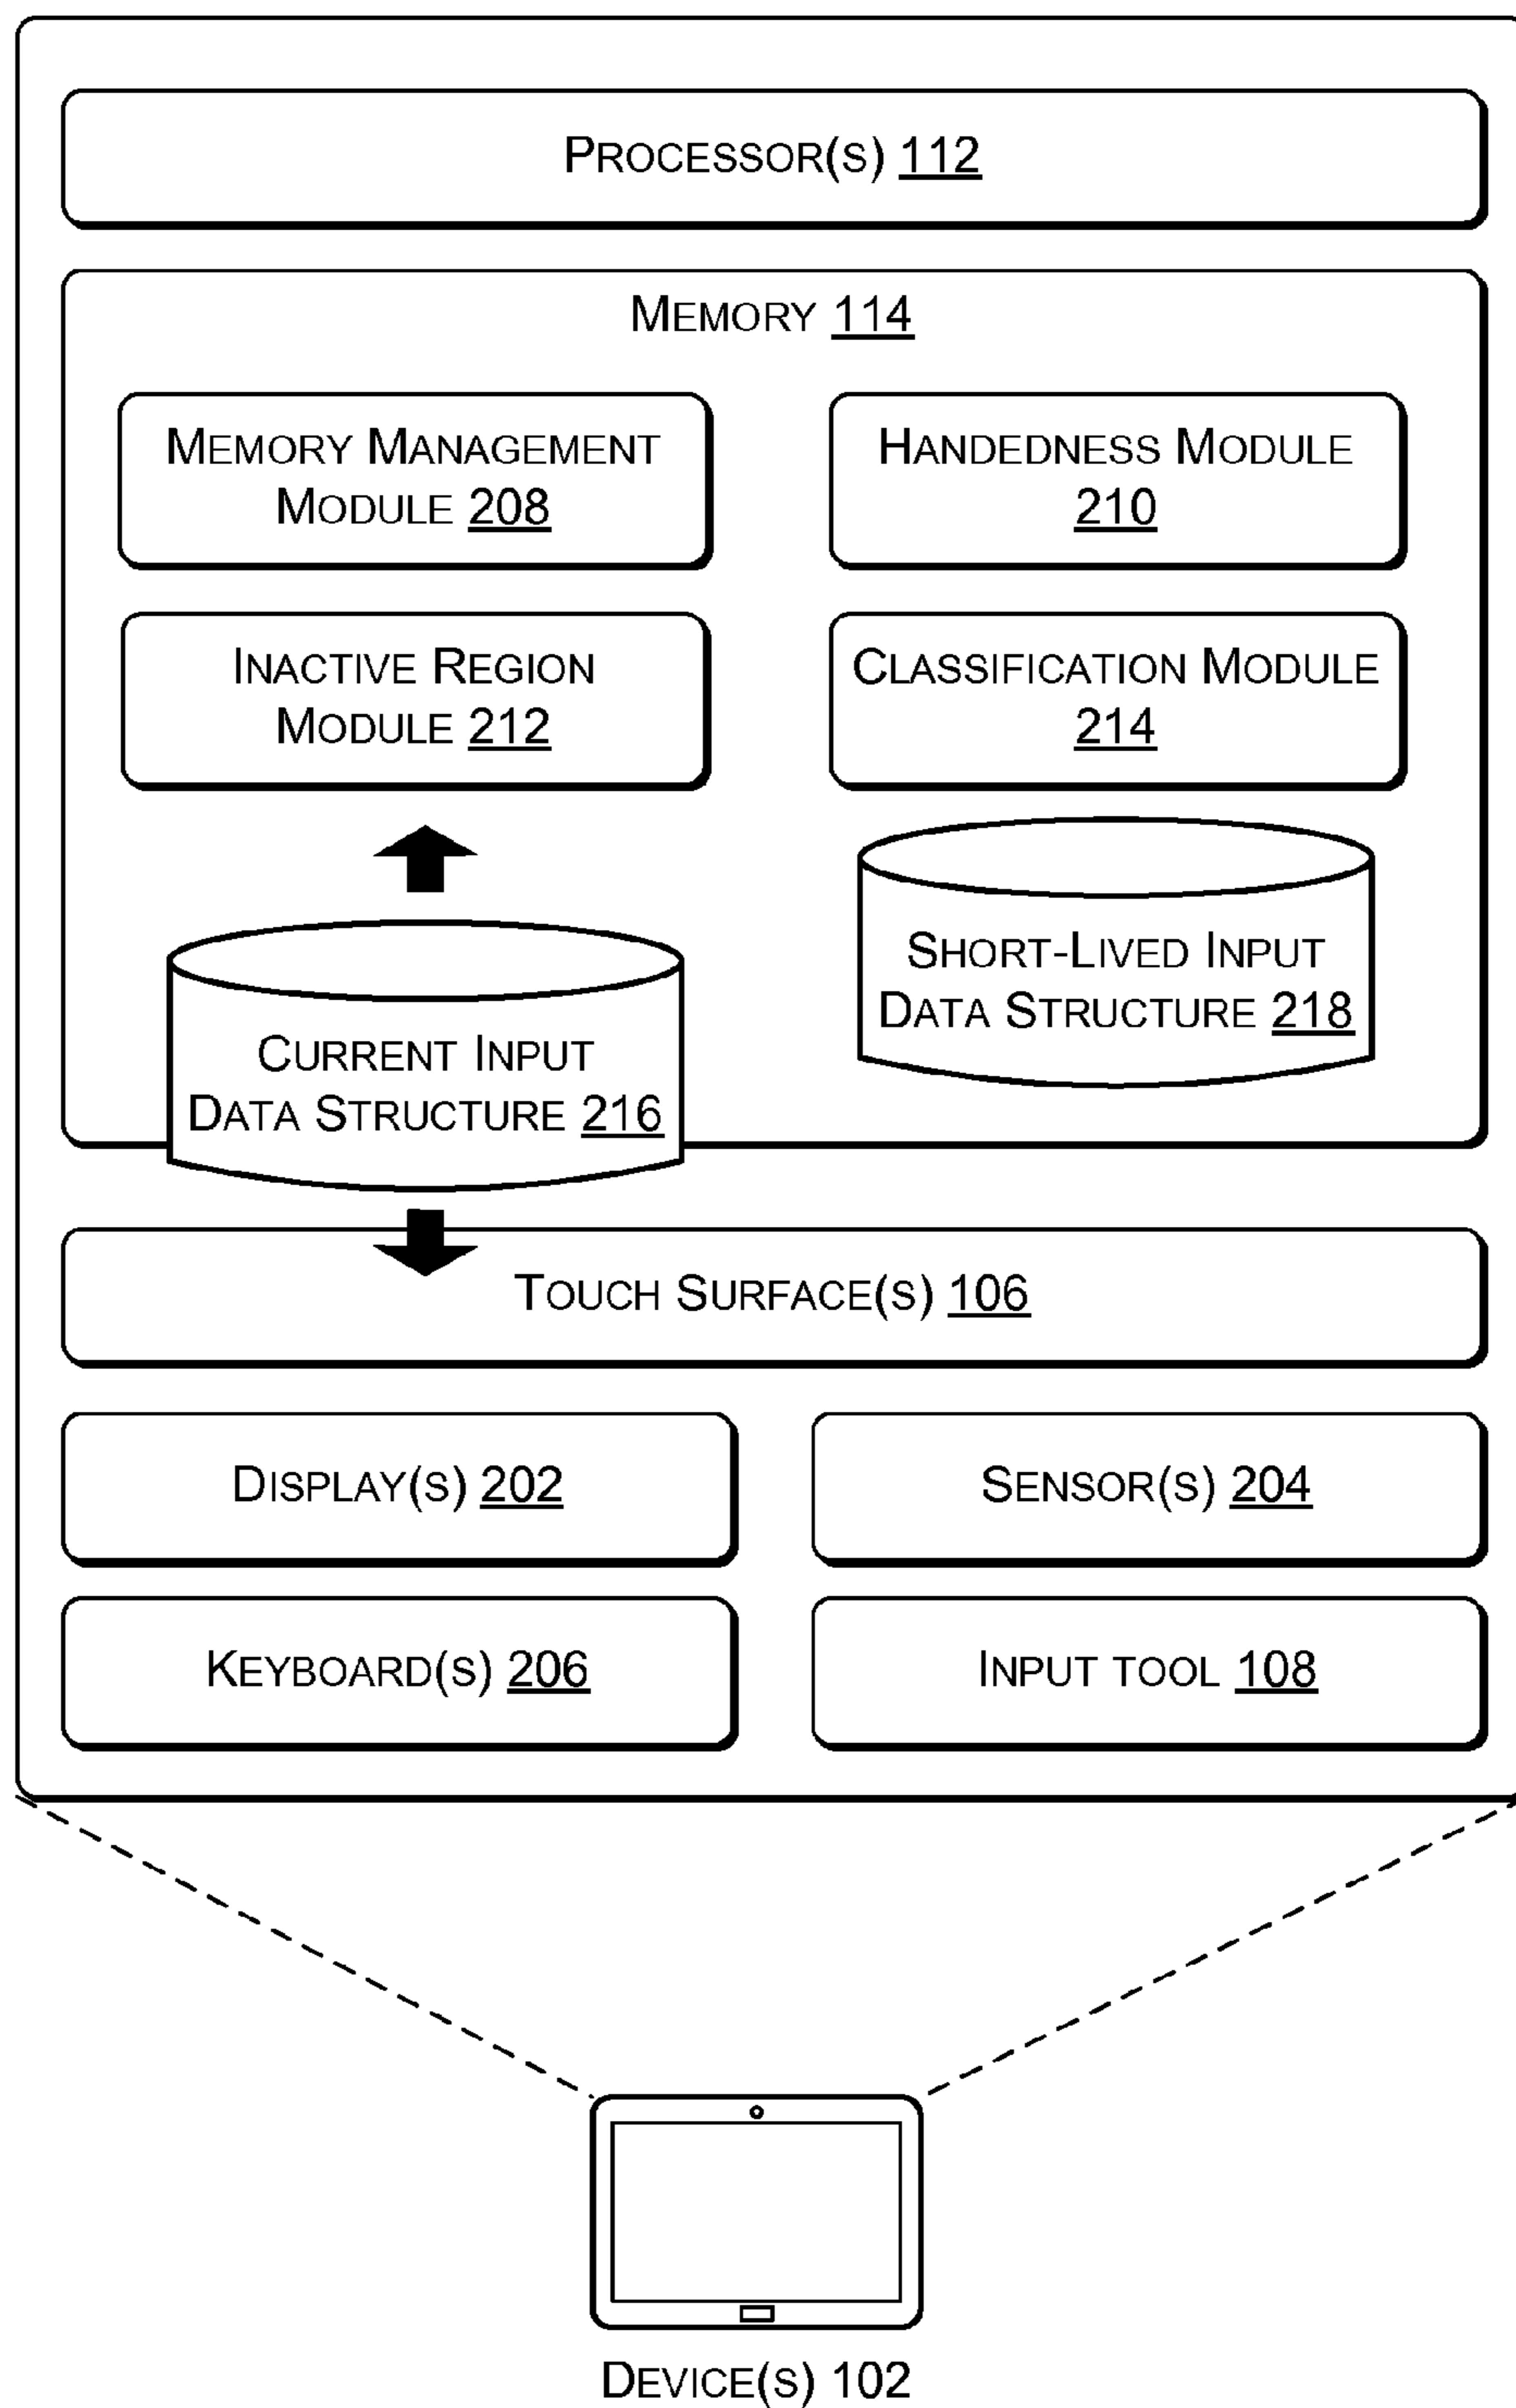 PROCESSOR(S) 112
MEMORY 114
MEMORY MANAGEMENT
MODULE 208
HANDEDNESS MODULE
210
INACTIVE REGION
MODULE 212
CLASSIFICATION MODULE
214
SHORT-LIVED INPUT
DATA STRUCTURE 218
CURRENT INPUT
DATA STRUCTURE 216
TOUCH SURFACE(S) 106
DISPLAY(S) 202
SENSOR(S) 204
KEYBOARD(S) 206
INPUT TOOL 108
DEVICE(S) 102